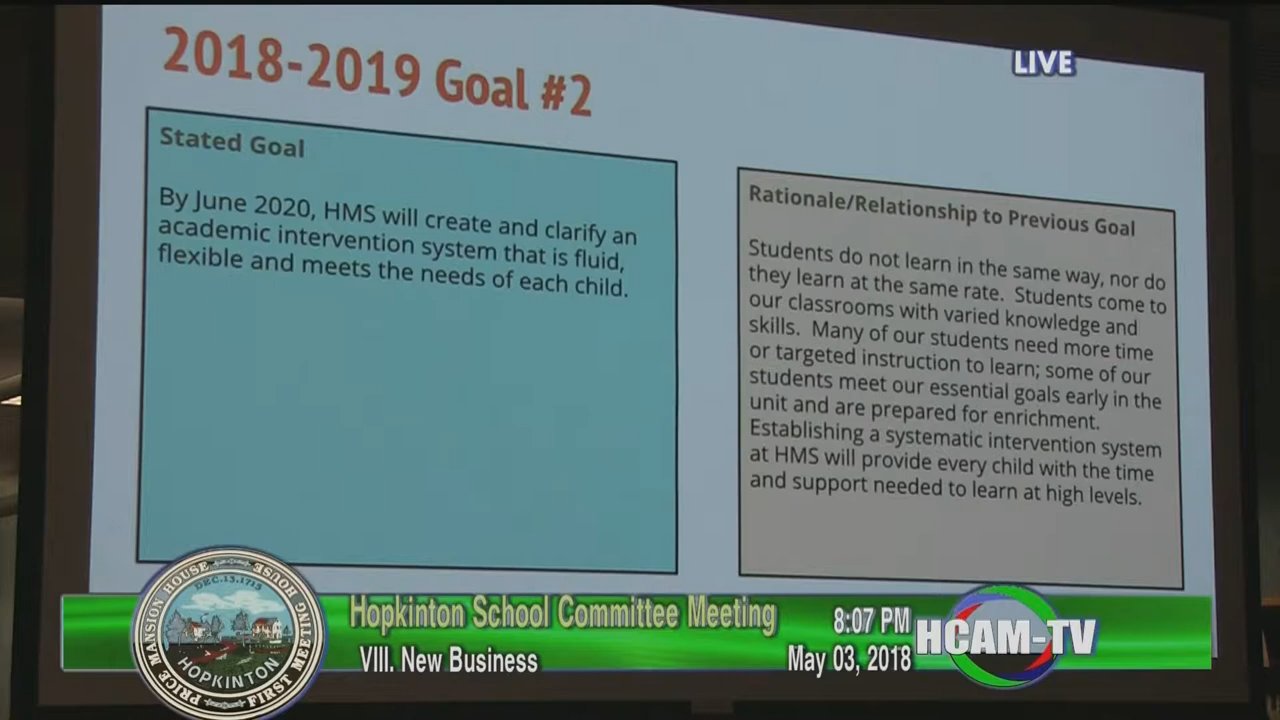 2018-2019 Goal #2
LIVE
Stated Goal
By June 2020, HMS will create and clarify an
academic intervention system that is fluid,
flexible and meets the needs of each child.
Rationale/Relationship to Previous Goal
Students do not learn in the same way, nor do
they learn at the same rate. Students come to
our classrooms with varied knowledge and
skills. Many of our students need more time
or targeted instruction to learn; some of our
students meet our essential goals early in the
unit and are prepared for enrichment.
Establishing a systematic intervention system
at HMS will provide every child with the time
and support needed to learn at high levels.
PRICE MANSION HOUSE
FIRST MEETING HOUSE
DEC. 13. 1715
HOPKINTON
Hopkinton School Committee Meeting
VIII. New Business
8:07 PM
May 03, 2018
HCAM-TV